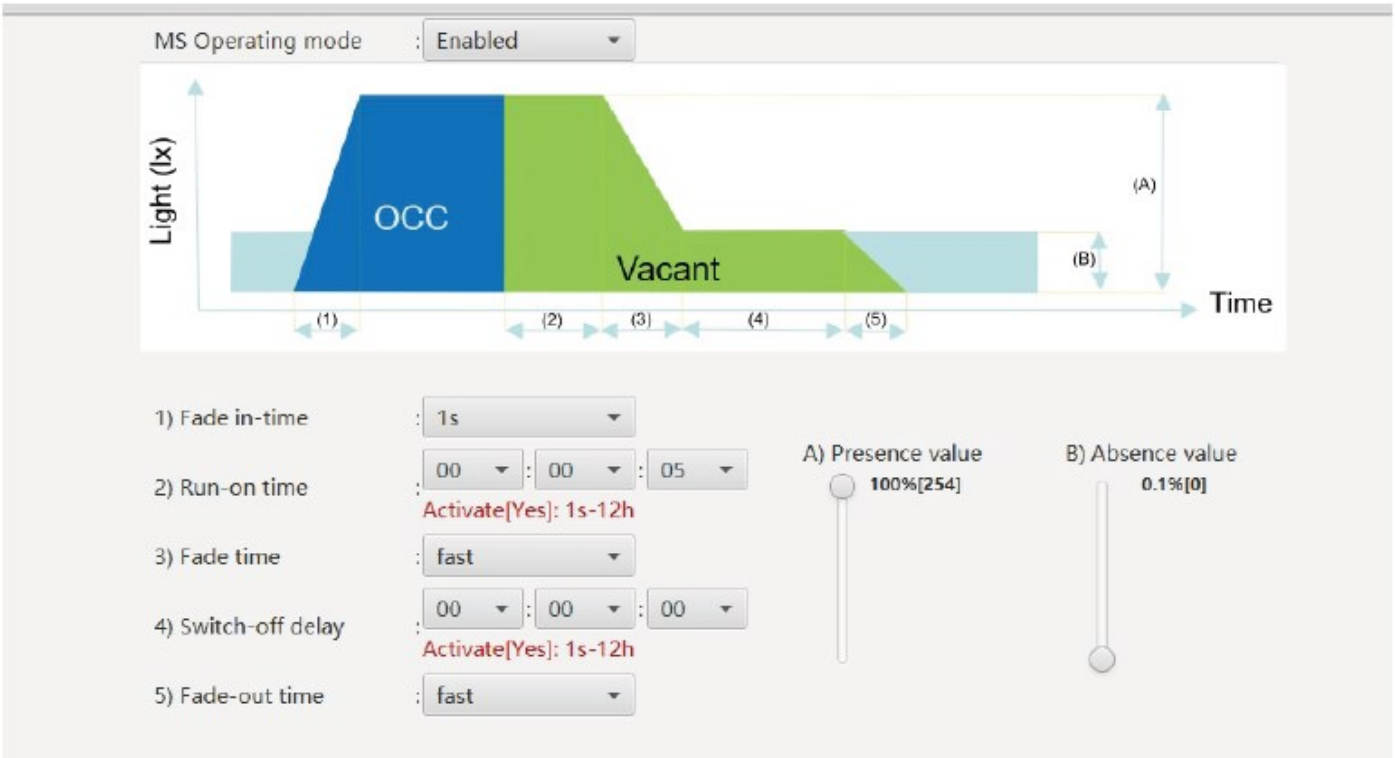 MS Operating mode : Enabled
Light (lx)
OCC
Vacant
(A)
(B)
Time
(1) (2) (3) (4) (5)
1) Fade in-time : 1s
2) Run-on time : 00 : 00 : 05
Activate[Yes]: 1s-12h
3) Fade time : fast
4) Switch-off delay : 00 : 00 : 00
Activate[Yes]: 1s-12h
5) Fade-out time : fast
A) Presence value
100%[254]
B) Absence value
0.1%[0]